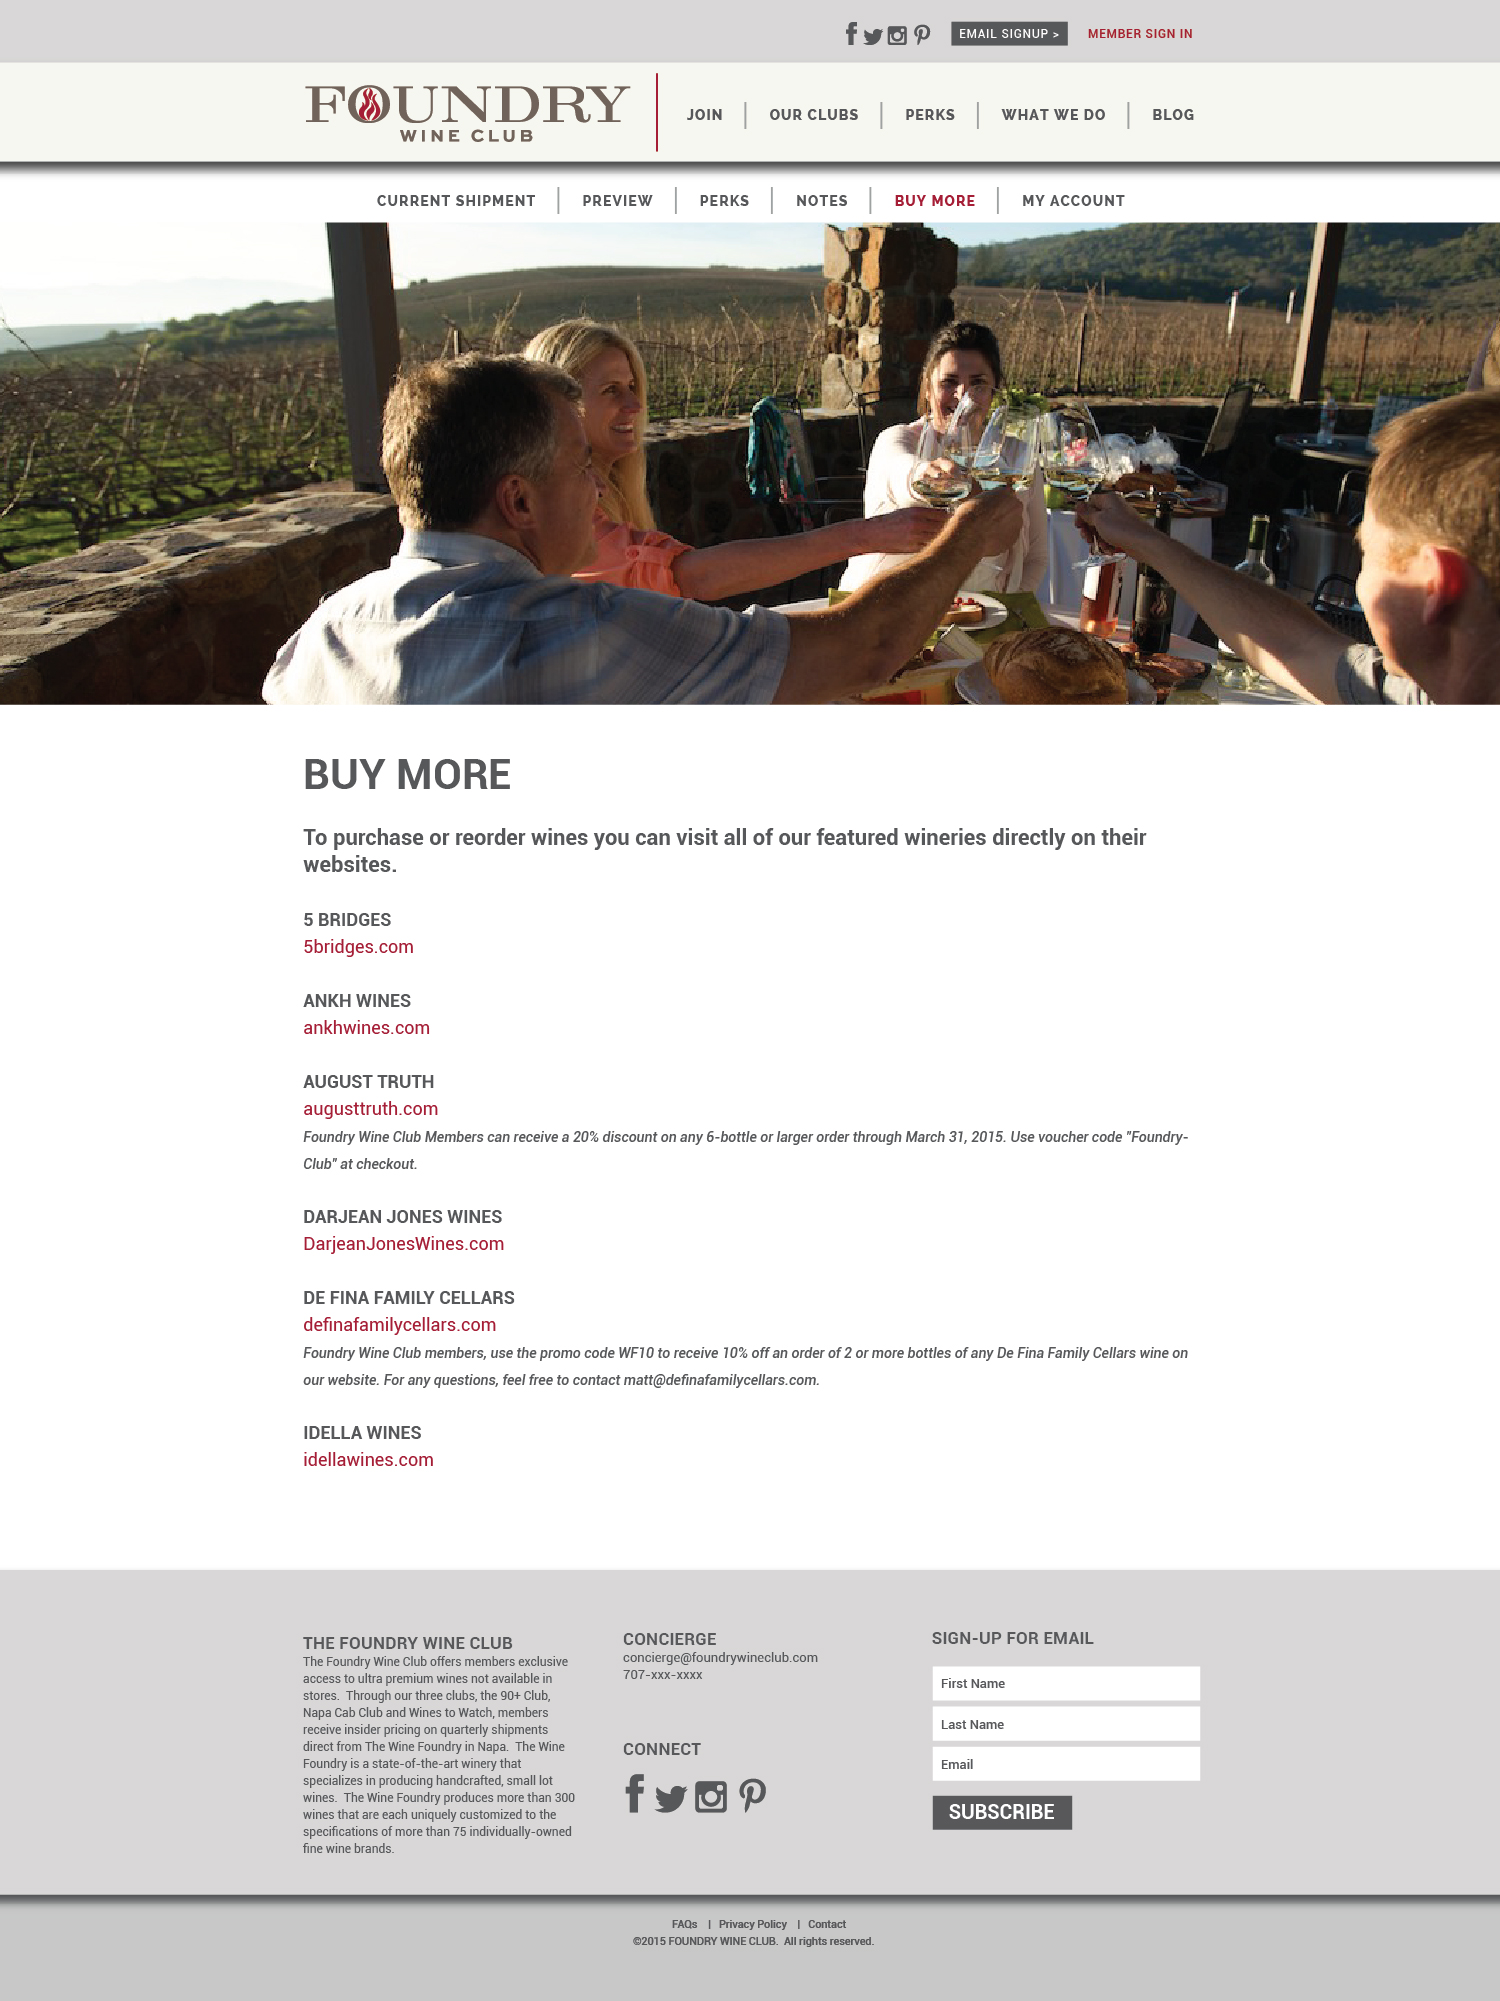 EMAIL SIGNUP >
MEMBER SIGN IN
FOUNDRY
WINE CLUB
JOIN | OUR CLUBS | PERKS | WHAT WE DO | BLOG
CURRENT SHIPMENT | PREVIEW | PERKS | NOTES | BUY MORE | MY ACCOUNT
BUY MORE
To purchase or reorder wines you can visit all of our featured wineries directly on their
websites.
5 BRIDGES
5bridges.com
ANKH WINES
ankhwines.com
AUGUST TRUTH
augusttruth.com
Foundry Wine Club Members can receive a 20% discount on any 6-bottle or larger order through March 31, 2015. Use voucher code "Foundry-
Club" at checkout.
DARJEAN JONES WINES
DarjeanJonesWines.com
DE FINA FAMILY CELLARS
definafamilycellars.com
Foundry Wine Club members, use the promo code WF10 to receive 10% off an order of 2 or more bottles of any De Fina Family Cellars wine on
our website. For any questions, feel free to contact matt@definafamilycellars.com.
IDELLA WINES
idellawines.com
THE FOUNDRY WINE CLUB
The Foundry Wine Club offers members exclusive
access to ultra premium wines not available in
stores.  Through our three clubs, the 90+ Club,
Napa Cab Club and Wines to Watch, members
receive insider pricing on quarterly shipments
direct from The Wine Foundry in Napa.  The Wine
Foundry is a state-of-the-art winery that
specializes in producing handcrafted, small lot
wines.  The Wine Foundry produces more than 300
wines that are each uniquely customized to the
specifications of more than 75 individually-owned
fine wine brands.
CONCIERGE
concierge@foundrywineclub.com
707-xxx-xxxx
CONNECT
SIGN-UP FOR EMAIL
First Name
Last Name
Email
SUBSCRIBE
FAQs | Privacy Policy | Contact
©2015 FOUNDRY WINE CLUB.  All rights reserved.